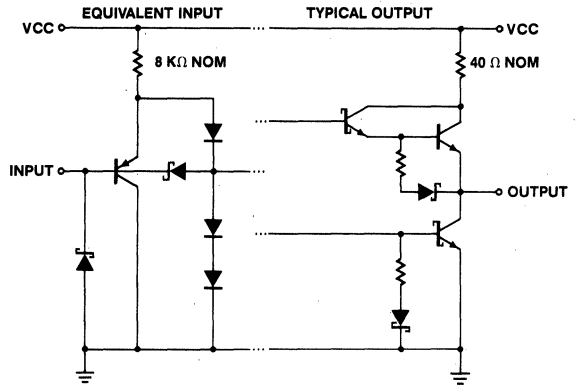 EQUIVALENT INPUT
TYPICAL OUTPUT
VCC
VCC
8 KΩ NOM
40 Ω NOM
INPUT
OUTPUT